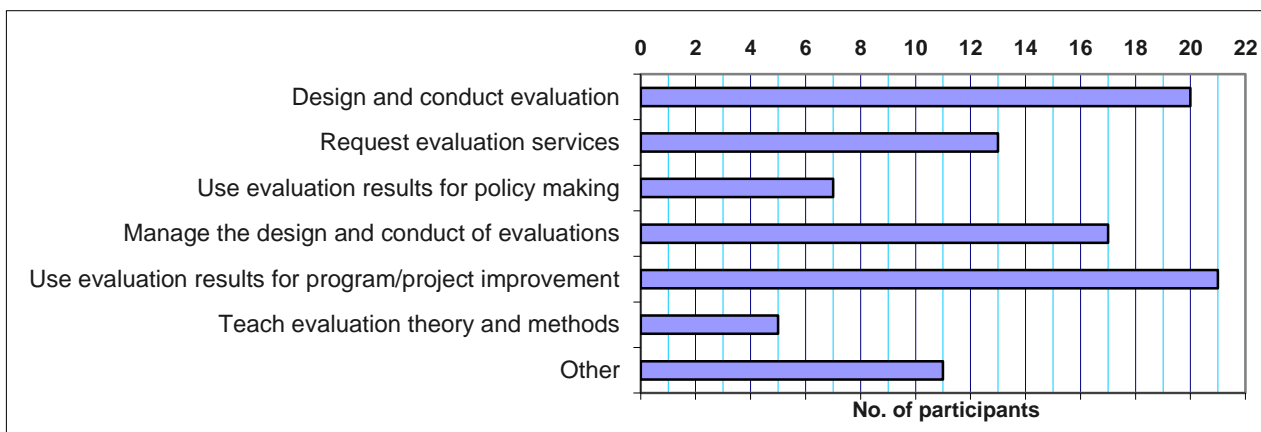 0 2 4 6 8 10 12 14 16 18 20 22
Design and conduct evaluation
Request evaluation services
Use evaluation results for policy making
Manage the design and conduct of evaluations
Use evaluation results for program/project improvement
Teach evaluation theory and methods
Other
No. of participants